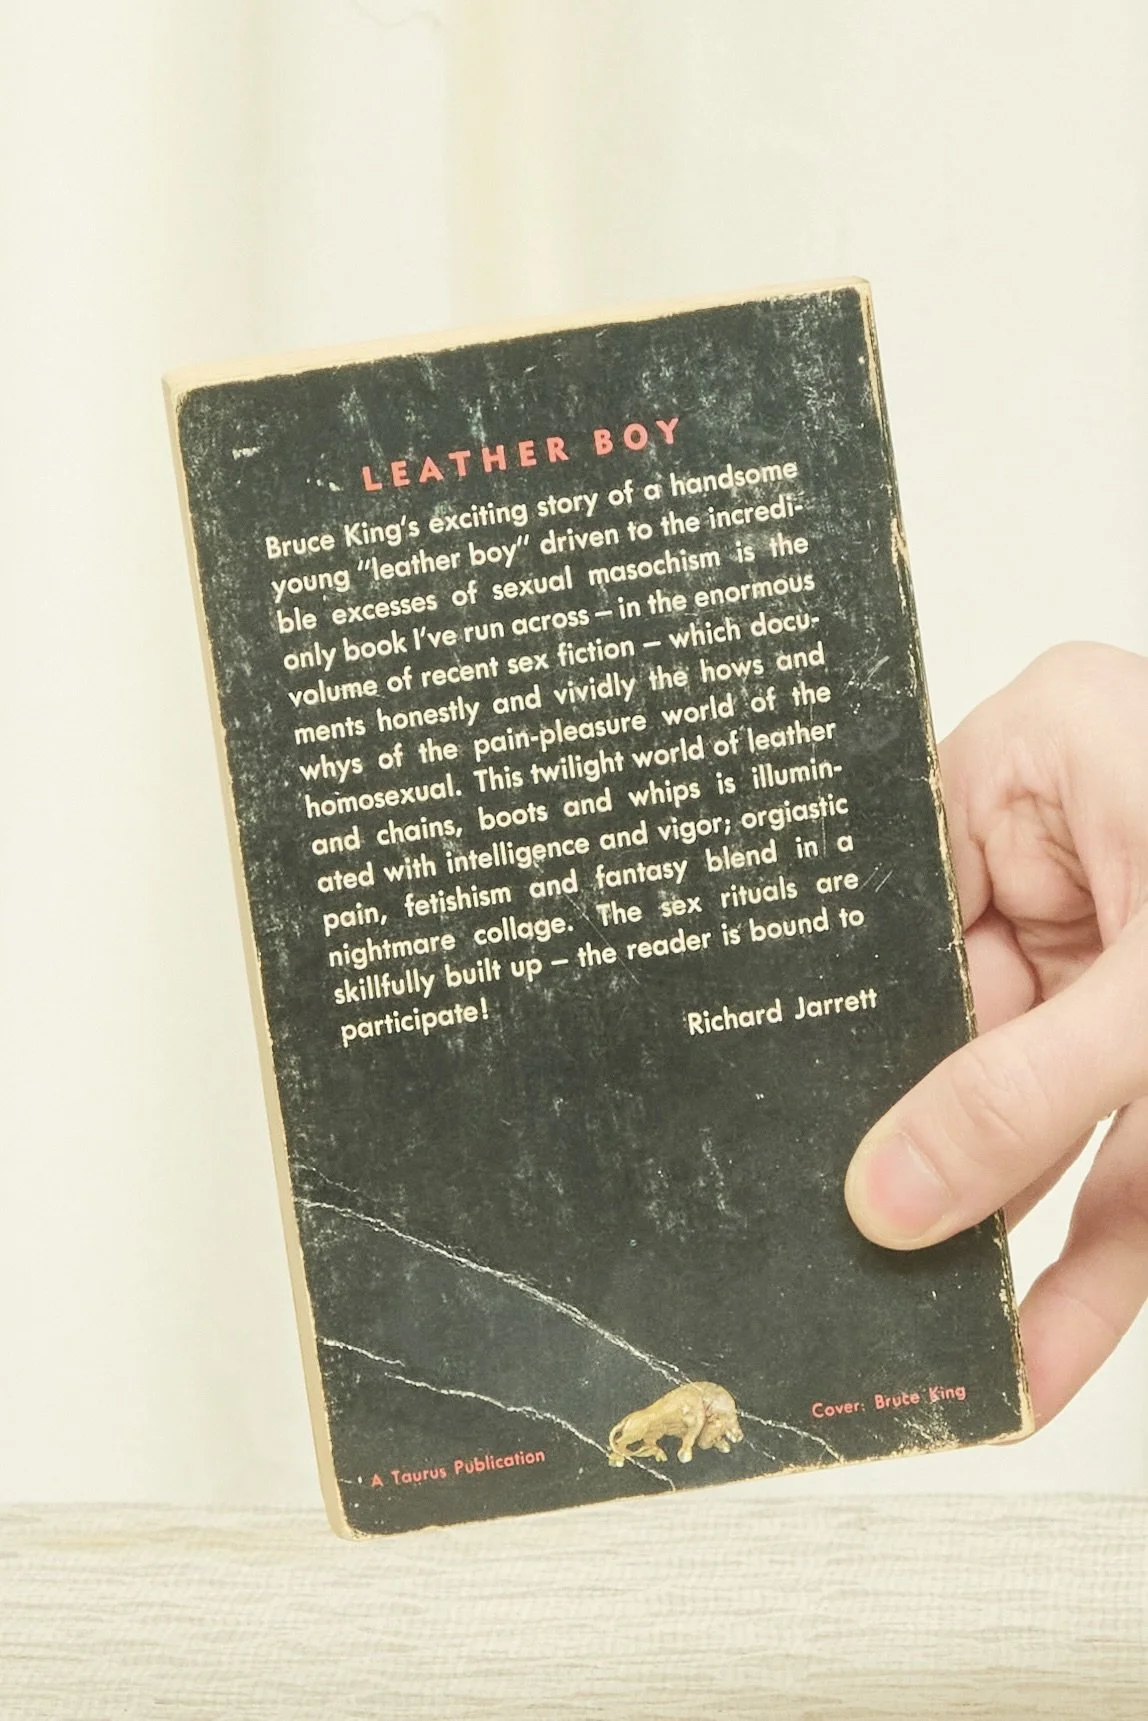 LEATHER BOY
Bruce King's exciting story of a handsome
young "leather boy" driven to the incredi-
ble excesses of sexual masochism is the
only book I've run across – in the enormous
volume of recent sex fiction – which docu-
ments honestly and vividly the hows and
whys of the pain-pleasure world of the
homosexual. This twilight world of leather
and chains, boots and whips is illumin-
ated with intelligence and vigor; orgiastic
pain, fetishism and fantasy blend in a
nightmare collage. The sex rituals are
skillfully built up – the reader is bound to
participate!
Richard Jarrett
A Taurus Publication
Cover: Bruce King